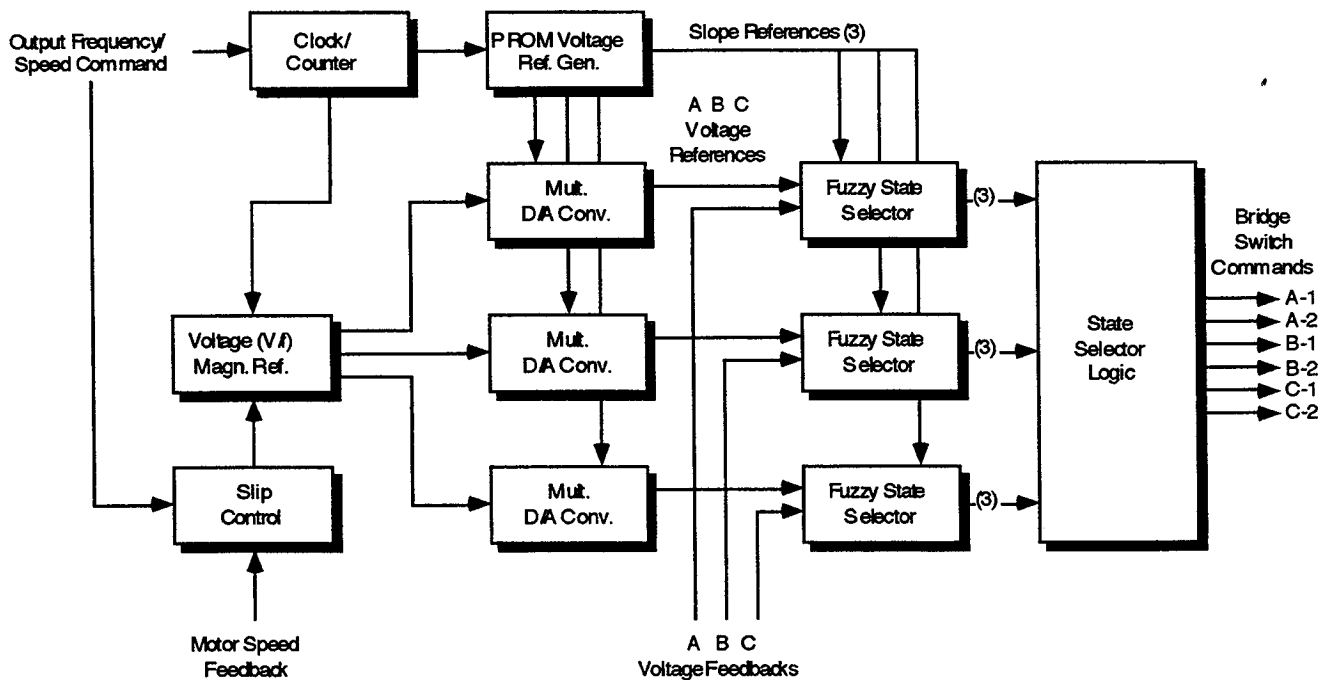 Output Frequency/
Speed Command
Clock/
Counter
PROM Voltage
Ref. Gen.
Slope References (3)
A B C
Voltage
References
Mult.
D/A Conv.
Fuzzy State
Selector
(3)
Bridge
Switch
Commands
A-1
A-2
B-1
B-2
C-1
C-2
Voltage (V/f)
Magn. Ref.
Mult.
D/A Conv.
Fuzzy State
Selector
(3)
State
Selector
Logic
Slip
Control
Mult.
D/A Conv.
Fuzzy State
Selector
(3)
Motor Speed
Feedback
A B C
Voltage Feedbacks